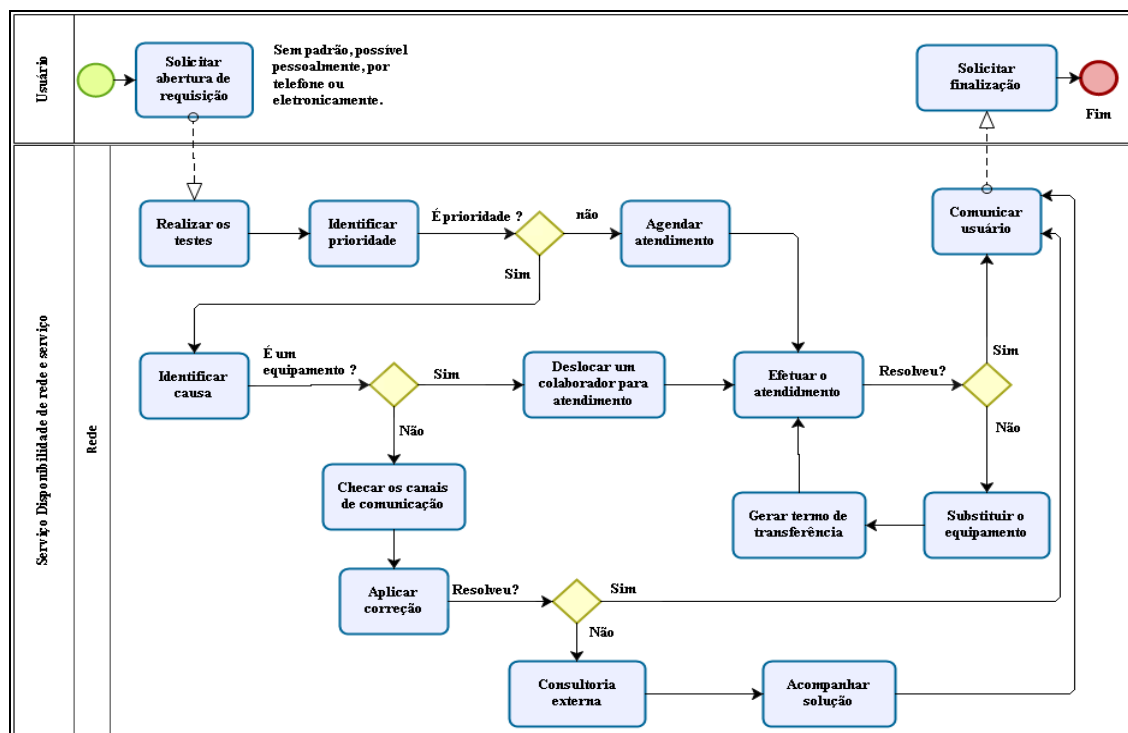 Usuário
Solicitar
abertura de
requisição
Sem padrão, possível
pessoalmente, por
telefone ou
eletronicamente.
Solicitar
finalização
Fim
Serviço Disponibilidade de rede e serviço
Rede
Realizar os
testes
Identificar
prioridade
É prioridade ?
não
Sim
Agendar
atendimento
Comunicar
usuário
Identificar
causa
É um
equipamento ?
Sim
Não
Deslocar um
colaborador para
atendimento
Efetuar o
atendidmento
Resolveu?
Sim
Não
Checar os canais
de comunicação
Gerar termo de
transferência
Substituir o
equipamento
Aplicar
correção
Resolveu?
Sim
Não
Consultoria
externa
Acompanhar
solução